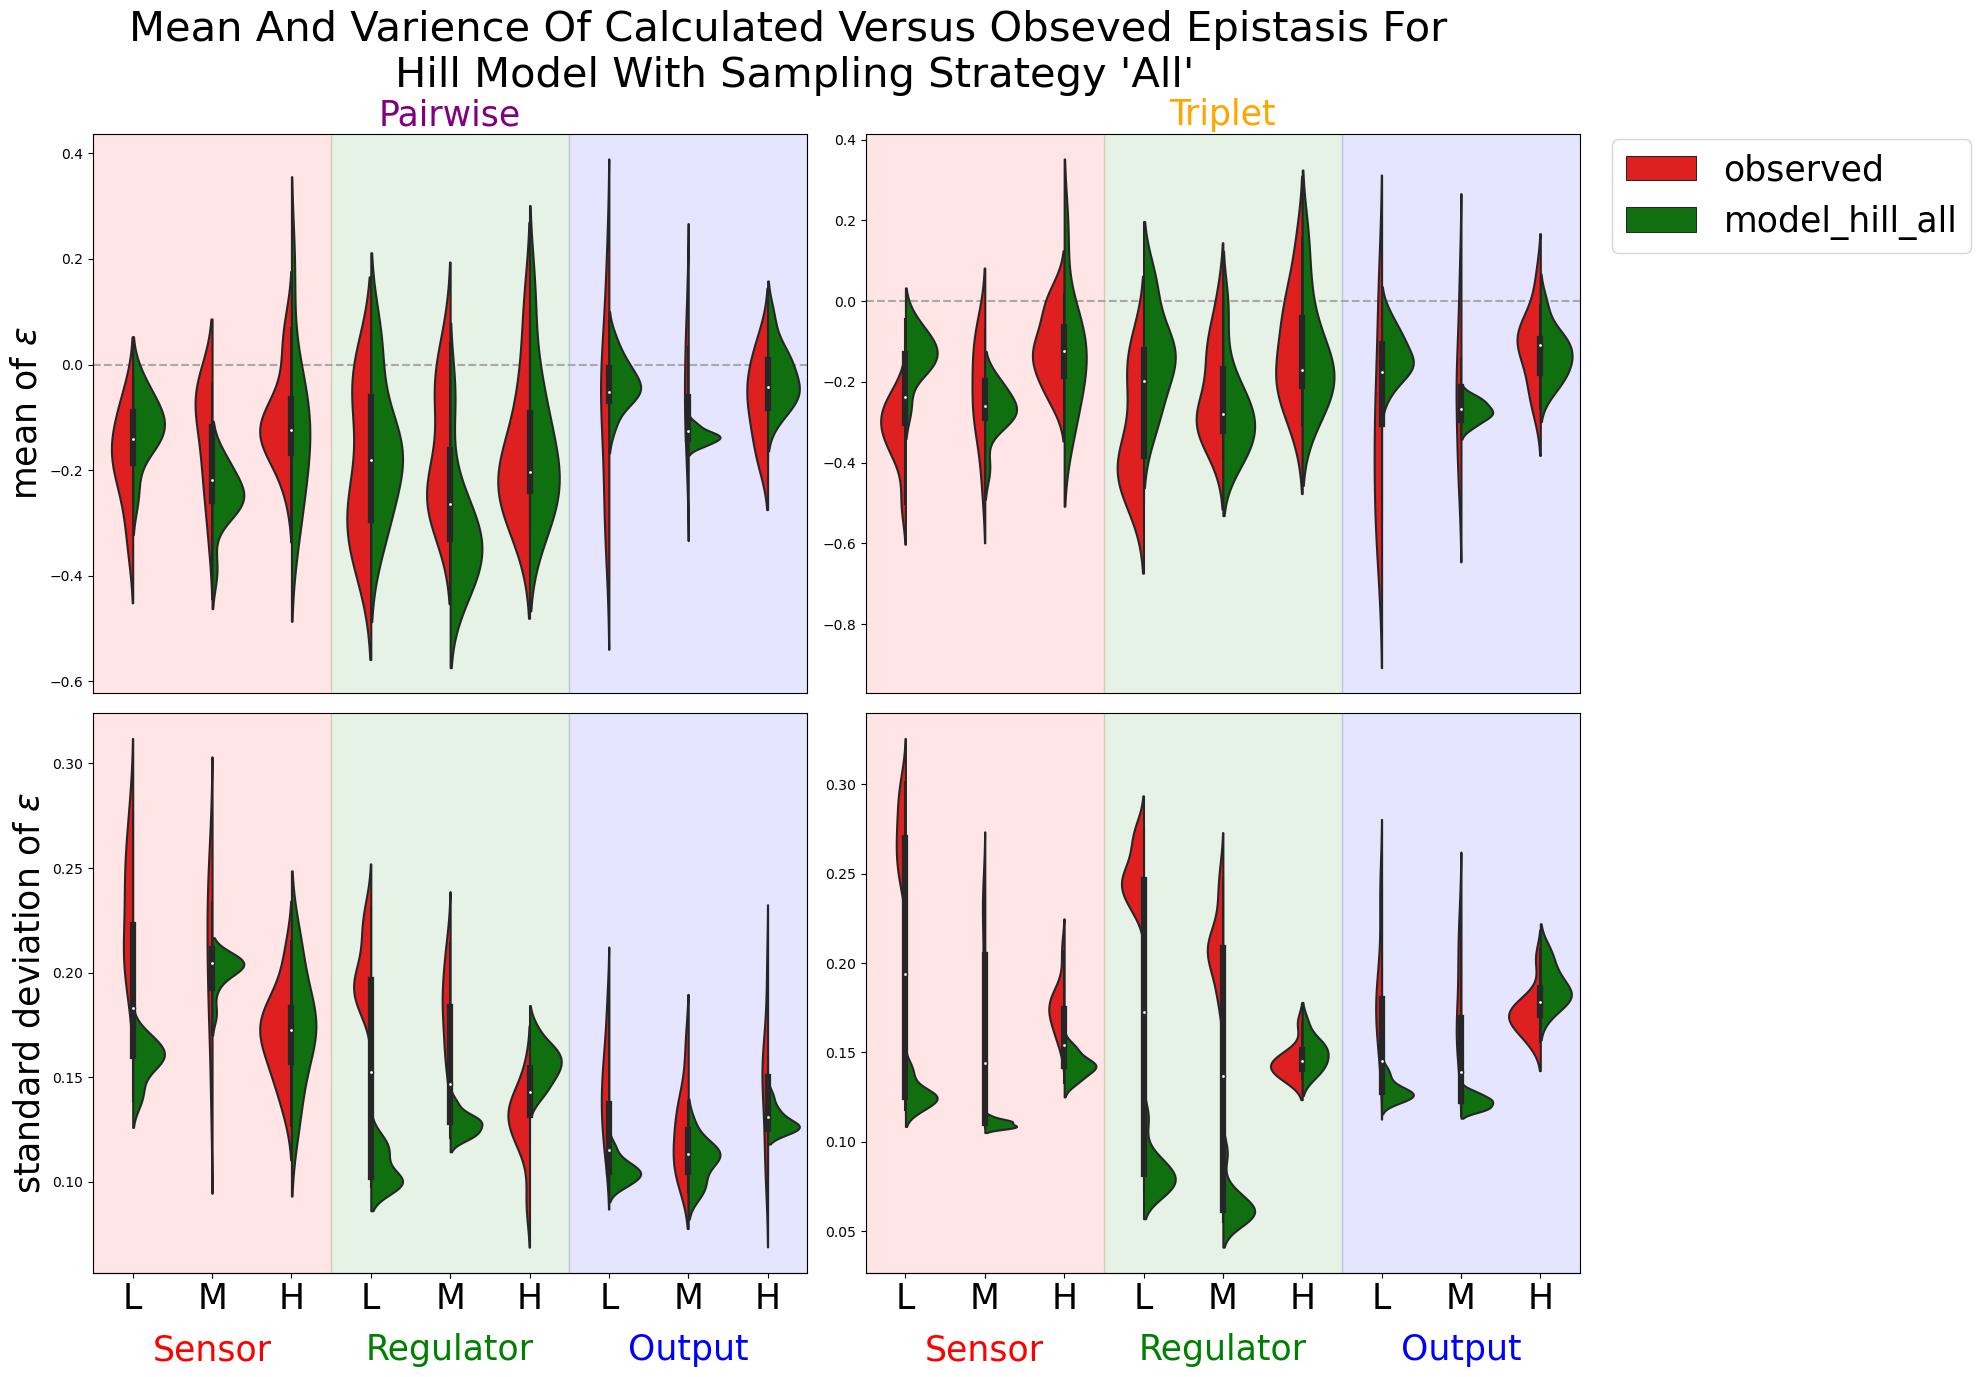 Mean And Varience Of Calculated Versus Obseved Epistasis For
Hill Model With Sampling Strategy 'All'
Pairwise
Triplet
observed
model_hill_all
mean of ε
0.4
0.2
0.0
−0.2
−0.4
−0.6
0.4
0.2
0.0
−0.2
−0.4
−0.6
−0.8
standard deviation of ε
0.30
0.25
0.20
0.15
0.10
0.30
0.25
0.20
0.15
0.10
0.05
L M H L M H L M H
L M H L M H L M H
Sensor Regulator Output
Sensor Regulator Output